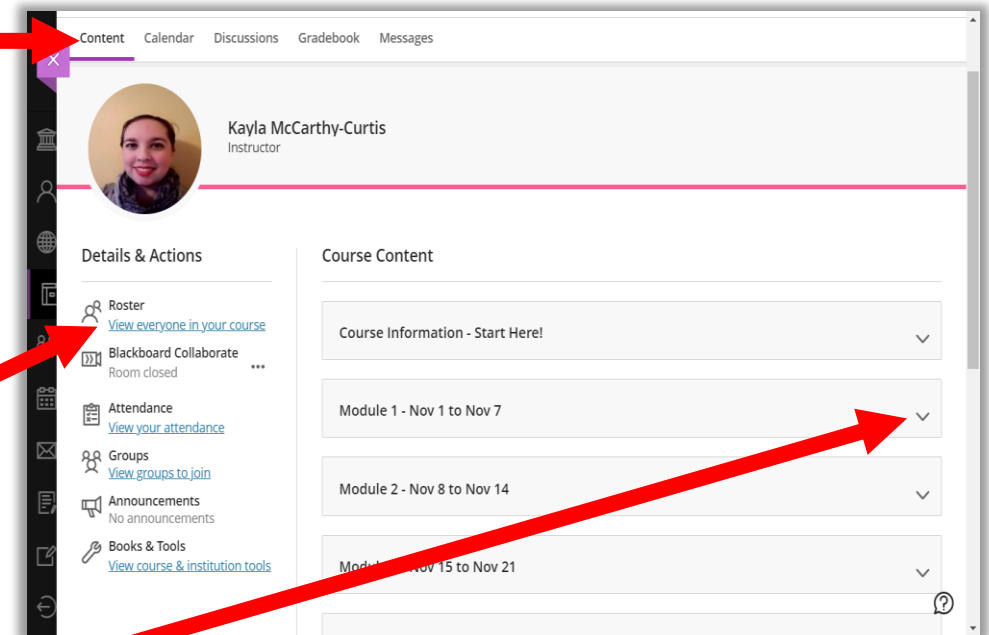 Content Calendar Discussions Gradebook Messages
Kayla McCarthy-Curtis
Instructor
Details & Actions
Roster
View everyone in your course
Blackboard Collaborate
Room closed
Attendance
View your attendance
Groups
View groups to join
Announcements
No announcements
Books & Tools
View course & institution tools
Course Content
Course Information - Start Here!
Module 1 - Nov 1 to Nov 7
Module 2 - Nov 8 to Nov 14
Nov 15 to Nov 21